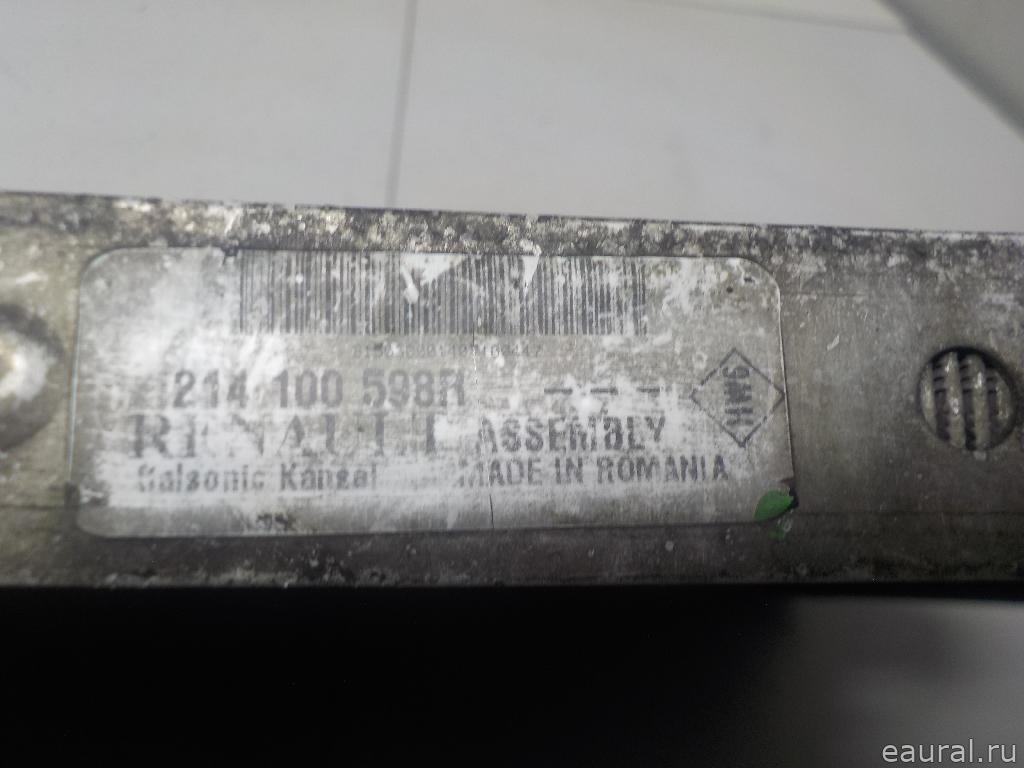 214 100 598R - - -
RENAULT ASSEMBLY
Calsonic Kansei MADE IN ROMANIA
eaural.ru